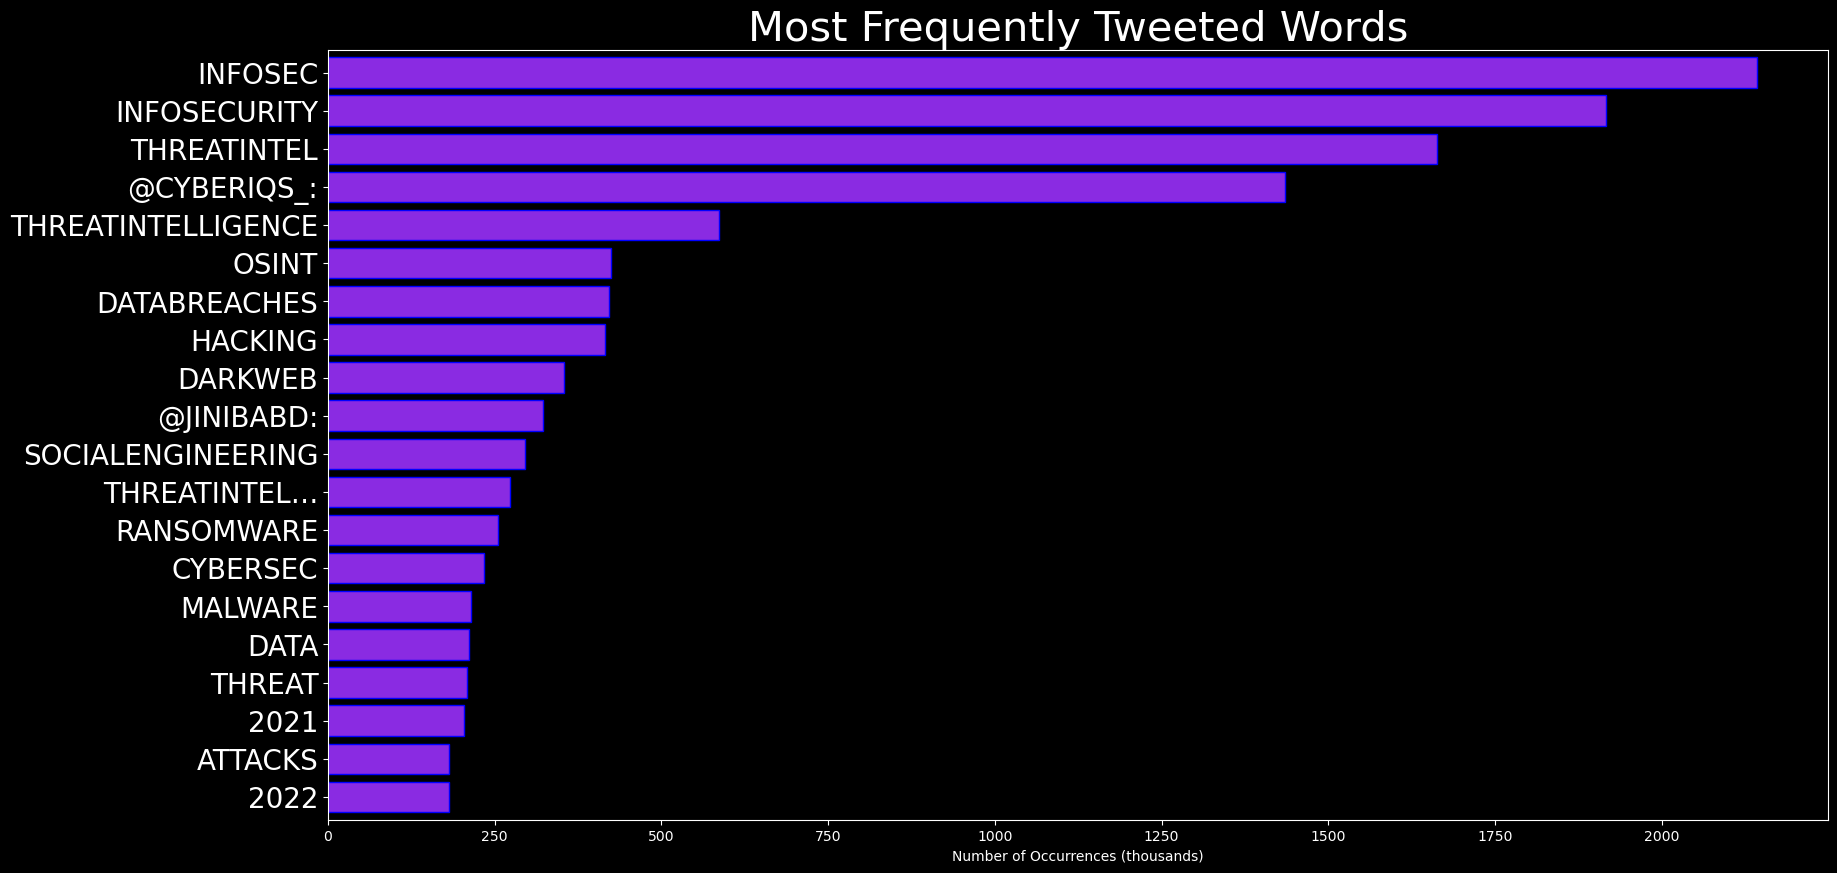 Most Frequently Tweeted Words
INFOSEC
INFOSECURITY
THREATINTEL
@CYBERIQS_:
THREATINTELLIGENCE
OSINT
DATABREACHES
HACKING
DARKWEB
@JINIBABD:
SOCIALENGINEERING
THREATINTEL…
RANSOMWARE
CYBERSEC
MALWARE
DATA
THREAT
2021
ATTACKS
2022
0 250 500 750 1000 1250 1500 1750 2000
Number of Occurrences (thousands)